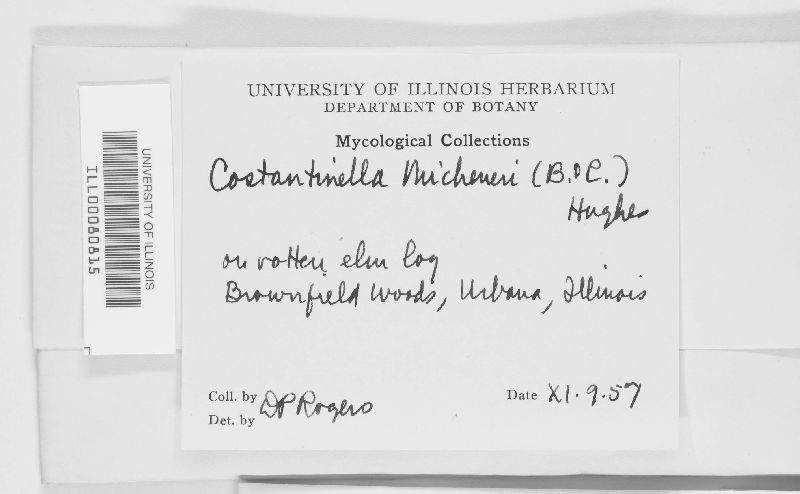 UNIVERSITY OF ILLINOIS HERBARIUM
DEPARTMENT OF BOTANY
Mycological Collections
Costantinella Micheneri (B. & C.)
Hughes
on rotten elm log
Brownfield Woods, Urbana, Illinois
Coll. by DP Rogers
Det. by
Date XI.9.57
UNIVERSITY OF ILLINOIS
ILL00080815